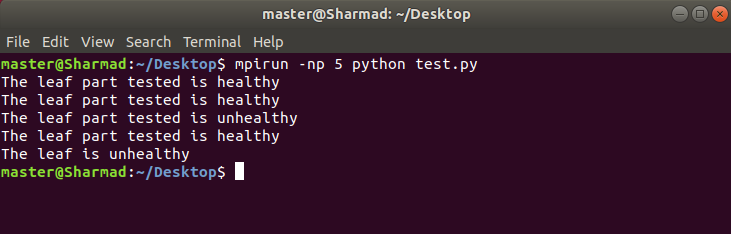 master@Sharmad: ~/Desktop
File Edit View Search Terminal Help
master@Sharmad:~/Desktop$ mpirun -np 5 python test.py
The leaf part tested is healthy
The leaf part tested is healthy
The leaf part tested is unhealthy
The leaf part tested is healthy
The leaf is unhealthy
master@Sharmad:~/Desktop$